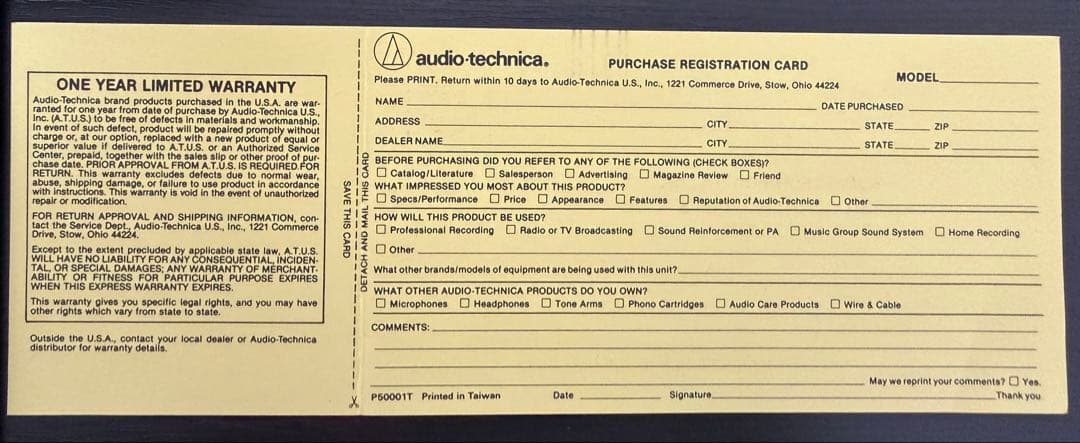 ONE YEAR LIMITED WARRANTY
Audio-Technica brand products purchased in the U.S.A. are war-
ranted for one year from date of purchase by Audio-Technica U.S.,
Inc. (A.T.U.S.) to be free of defects in materials and workmanship.
In event of such defect, product will be repaired promptly without
charge or, at our option, replaced with a new product of equal or
superior value if delivered to A.T.U.S. or an Authorized Service
Center, prepaid, together with the sales slip or other proof of pur-
chase date. PRIOR APPROVAL FROM A.T.U.S. IS REQUIRED FOR
RETURN. This warranty excludes defects due to normal wear,
abuse, shipping damage, or failure to use product in accordance
with instructions. This warranty is void in the event of unauthorized
repair or modification.
FOR RETURN APPROVAL AND SHIPPING INFORMATION, con-
tact the Service Dept., Audio-Technica U.S., Inc., 1221 Commerce
Drive, Stow, Ohio 44224.
Except to the extent precluded by applicable state law, A.T.U.S.
WILL HAVE NO LIABILITY FOR ANY CONSEQUENTIAL, INCIDEN-
TAL, OR SPECIAL DAMAGES; ANY WARRANTY OF MERCHANT-
ABILITY OR FITNESS FOR PARTICULAR PURPOSE EXPIRES
WHEN THIS EXPRESS WARRANTY EXPIRES.
This warranty gives you specific legal rights, and you may have
other rights which vary from state to state.
Outside the U.S.A., contact your local dealer or Audio-Technica
distributor for warranty details.
SAVE THIS CARD
DETACH AND MAIL THIS CARD
audio-technica®
PURCHASE REGISTRATION CARD
Please PRINT. Return within 10 days to Audio-Technica U.S., Inc., 1221 Commerce Drive, Stow, Ohio 44224
MODEL
NAME DATE PURCHASED
ADDRESS CITY STATE ZIP
DEALER NAME CITY STATE ZIP
BEFORE PURCHASING DID YOU REFER TO ANY OF THE FOLLOWING (CHECK BOXES)?
☐ Catalog/Literature ☐ Salesperson ☐ Advertising ☐ Magazine Review ☐ Friend
WHAT IMPRESSED YOU MOST ABOUT THIS PRODUCT?
☐ Specs/Performance ☐ Price ☐ Appearance ☐ Features ☐ Reputation of Audio-Technica ☐ Other
HOW WILL THIS PRODUCT BE USED?
☐ Professional Recording ☐ Radio or TV Broadcasting ☐ Sound Reinforcement or PA ☐ Music Group Sound System ☐ Home Recording
☐ Other
What other brands/models of equipment are being used with this unit?
WHAT OTHER AUDIO-TECHNICA PRODUCTS DO YOU OWN?
☐ Microphones ☐ Headphones ☐ Tone Arms ☐ Phono Cartridges ☐ Audio Care Products ☐ Wire & Cable
COMMENTS:
May we reprint your comments? ☐ Yes.
P50001T Printed in Taiwan Date Signature Thank you